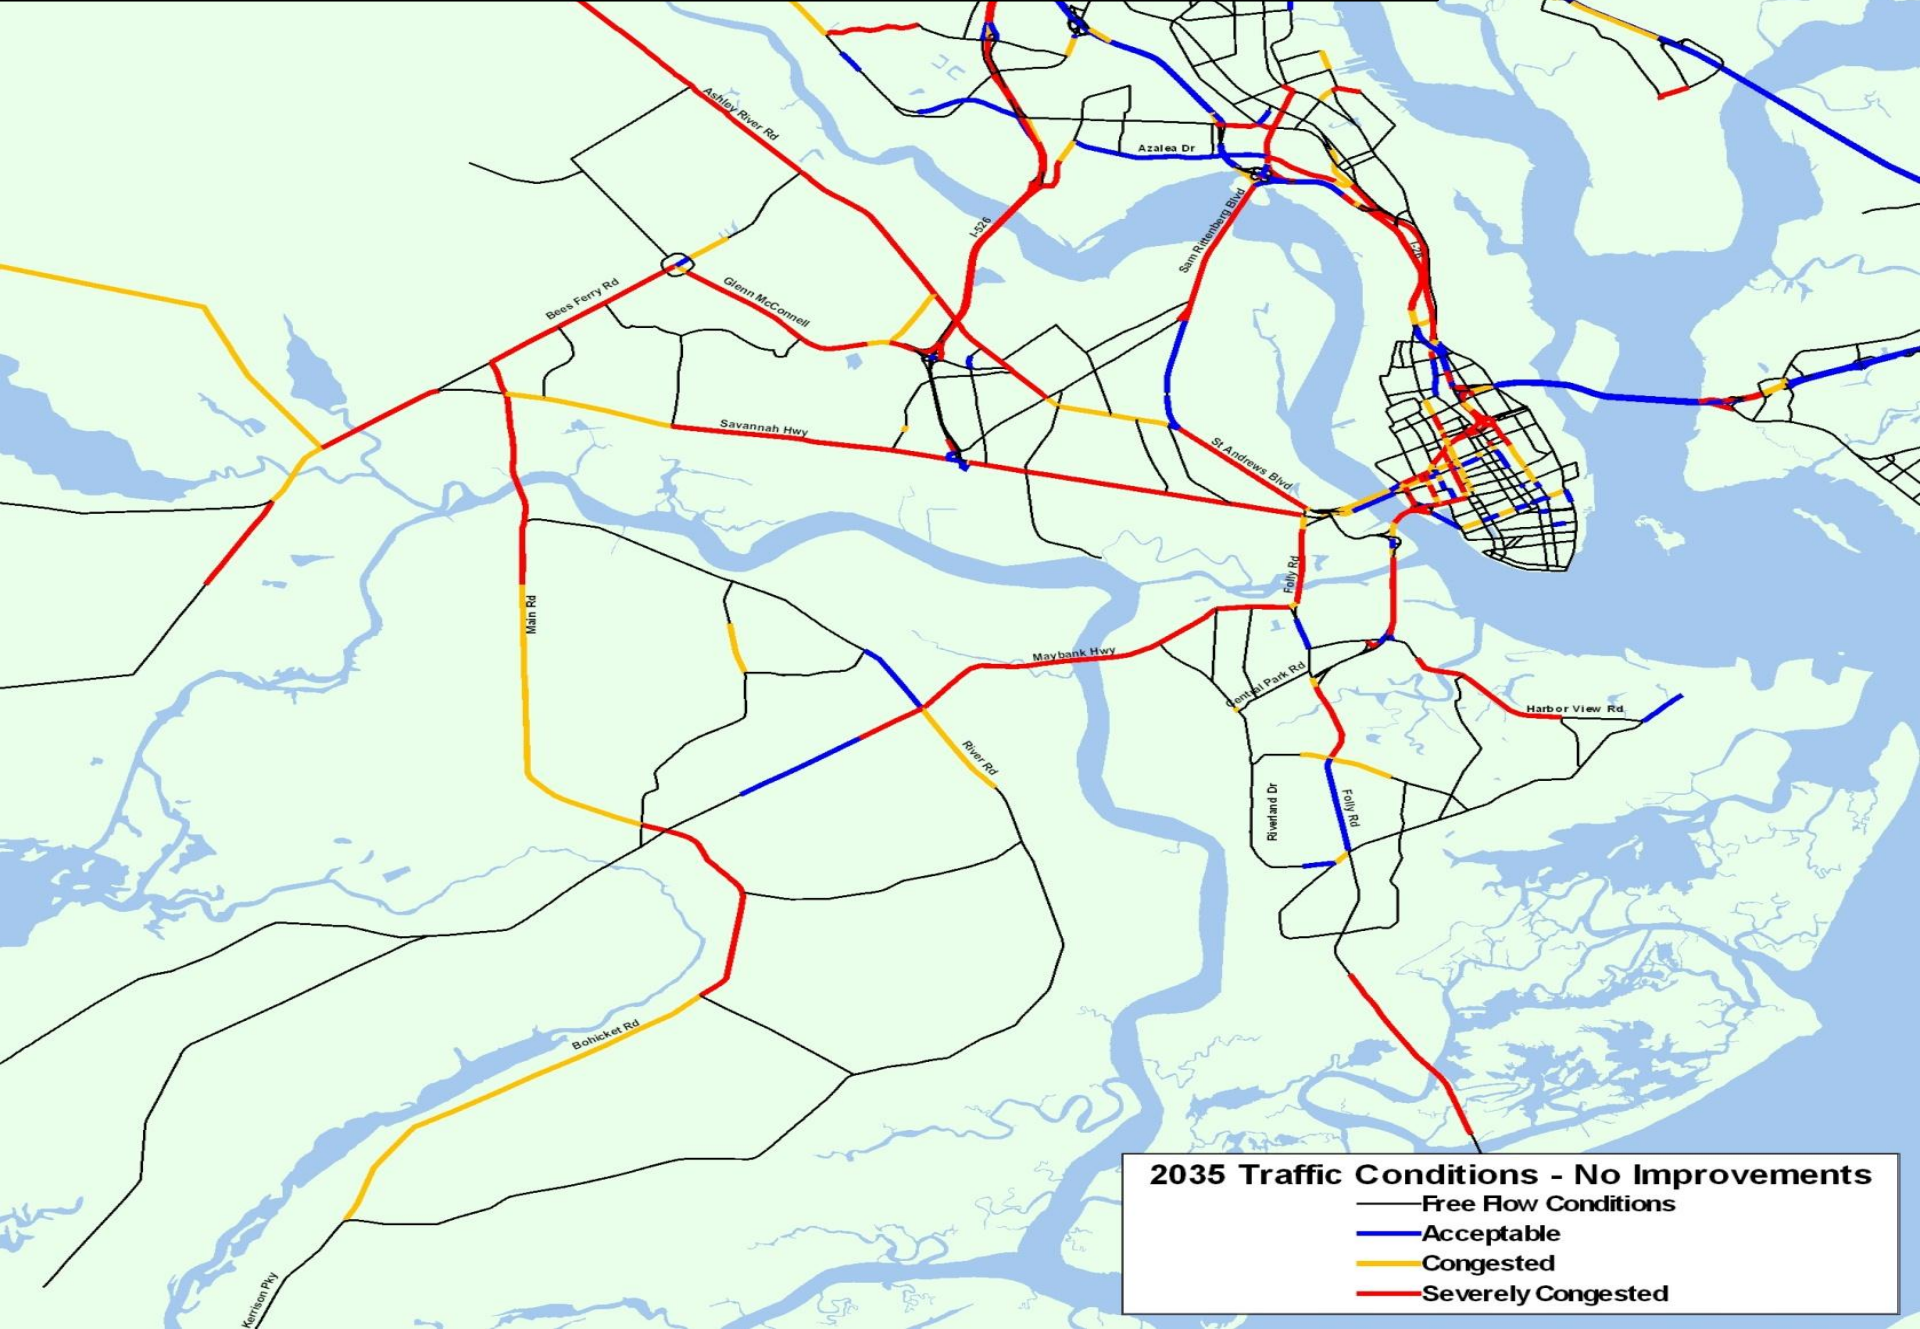 Ashley River Rd
Azalea Dr
I-526
Sam Rittenberg Blvd
Bees Ferry Rd
Glenn McConnell
Savannah Hwy
St Andrews Blvd
Folly Rd
Main Rd
Maybank Hwy
Central Park Rd
Harbor View Rd
River Rd
Riverland Dr
Folly Rd
Bohicket Rd
Kerrison Pky
2035 Traffic Conditions - No Improvements
Free Flow Conditions
Acceptable
Congested
Severely Congested